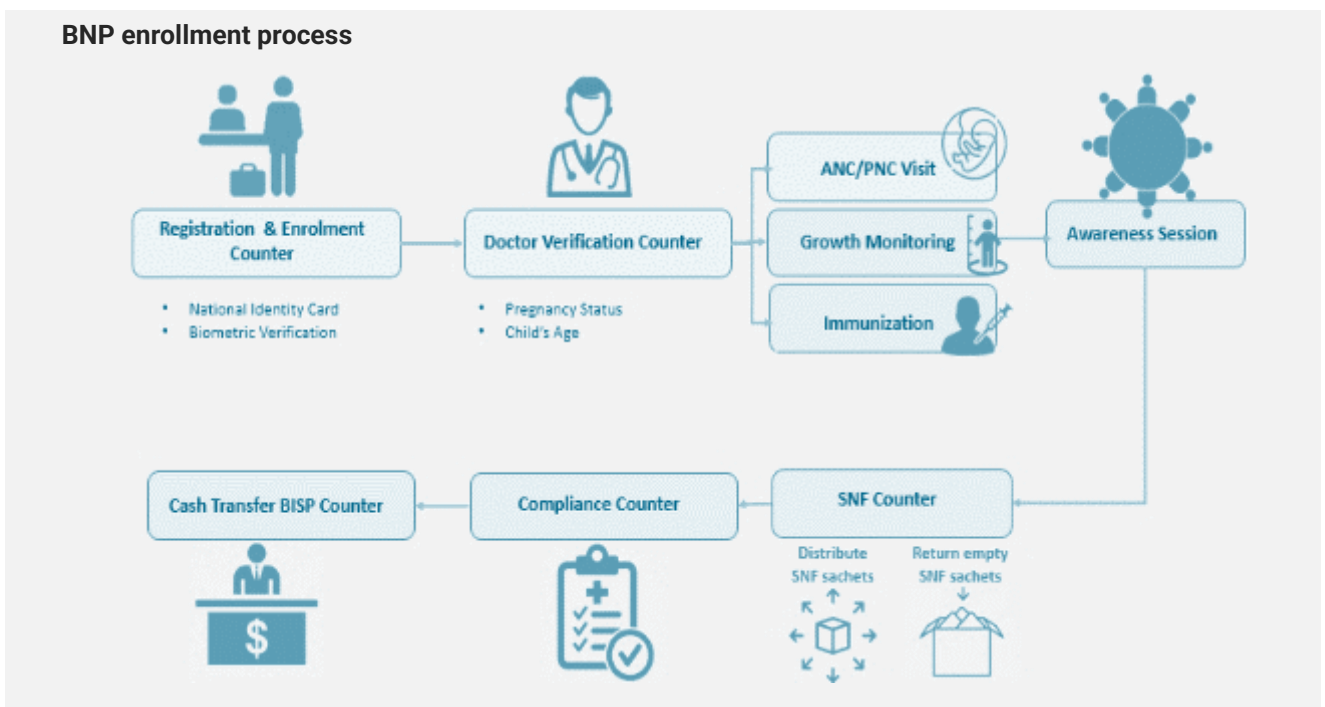 BNP enrollment process
Registration & Enrolment
Counter
• National Identity Card
• Biometric Verification
Doctor Verification Counter
• Pregnancy Status
• Child's Age
ANC/PNC Visit
Growth Monitoring
Immunization
Awareness Session
Cash Transfer BISP Counter
$
Compliance Counter
SNF Counter
Distribute
SNF sachets
Return empty
SNF sachets